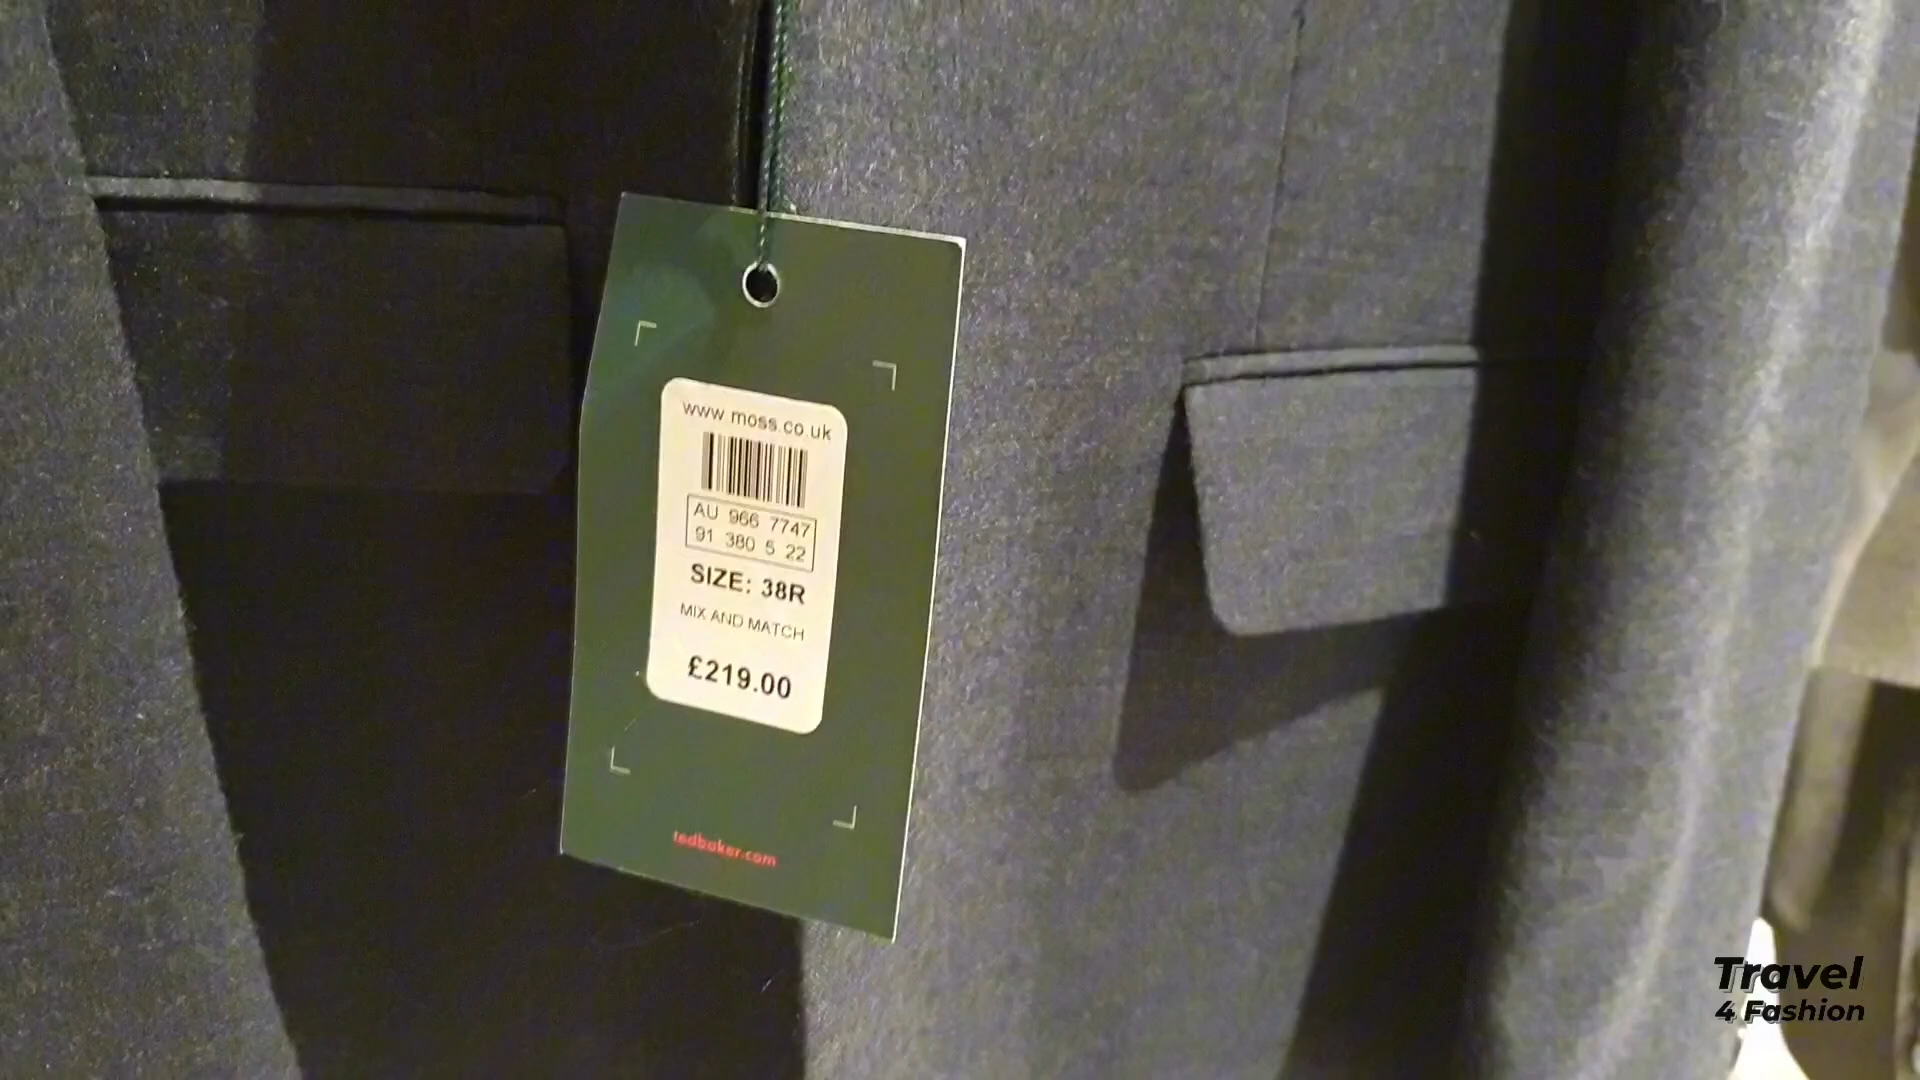 www.moss.co.uk
AU 966 7747
91 380 5 22
SIZE: 38R
MIX AND MATCH
£219.00
tedbaker.com
Travel
4 Fashion